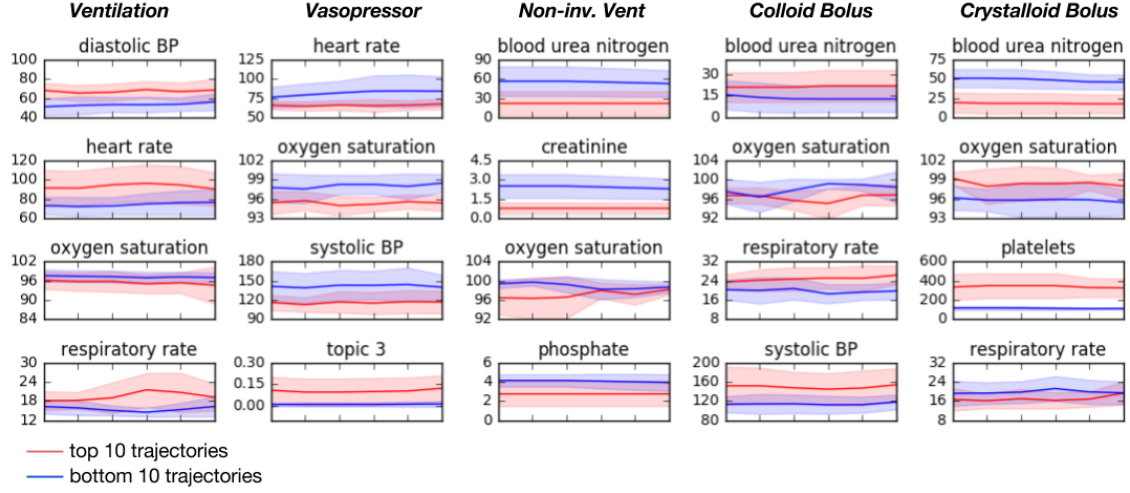 Ventilation Vasopressor Non-inv. Vent Colloid Bolus Crystalloid Bolus
diastolic BP heart rate blood urea nitrogen blood urea nitrogen blood urea nitrogen
100 125 90 75
80 100 60 30 50
60 75 30 15 25
40 50 0 0 0
heart rate oxygen saturation creatinine oxygen saturation oxygen saturation
120 102 4.5 104 102
100 99 3.0 100 99
80 96 1.5 96 96
60 93 0.0 92 93
oxygen saturation systolic BP oxygen saturation respiratory rate platelets
102 180 104 32 600
96 150 100 24 400
90 120 96 16 200
84 90 92 8 0
respiratory rate topic 3 phosphate systolic BP respiratory rate
30 0.30 6 200 32
24 0.15 4 160 24
18 0.00 2 120 16
12 0 80 8
top 10 trajectories
bottom 10 trajectories